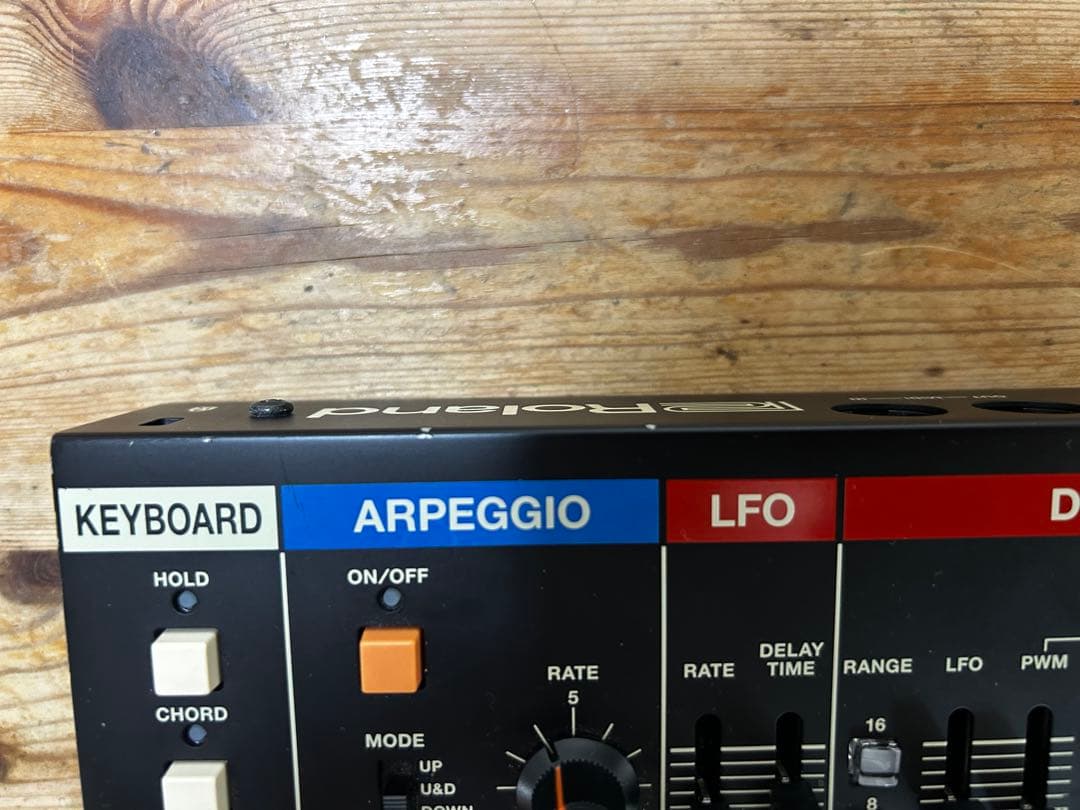 Roland
KEYBOARD
ARPEGGIO
LFO
D
HOLD
ON/OFF
RATE
5
RATE
DELAY
TIME
RANGE
LFO
PWM
CHORD
MODE
UP
U&D
DOWN
16
8